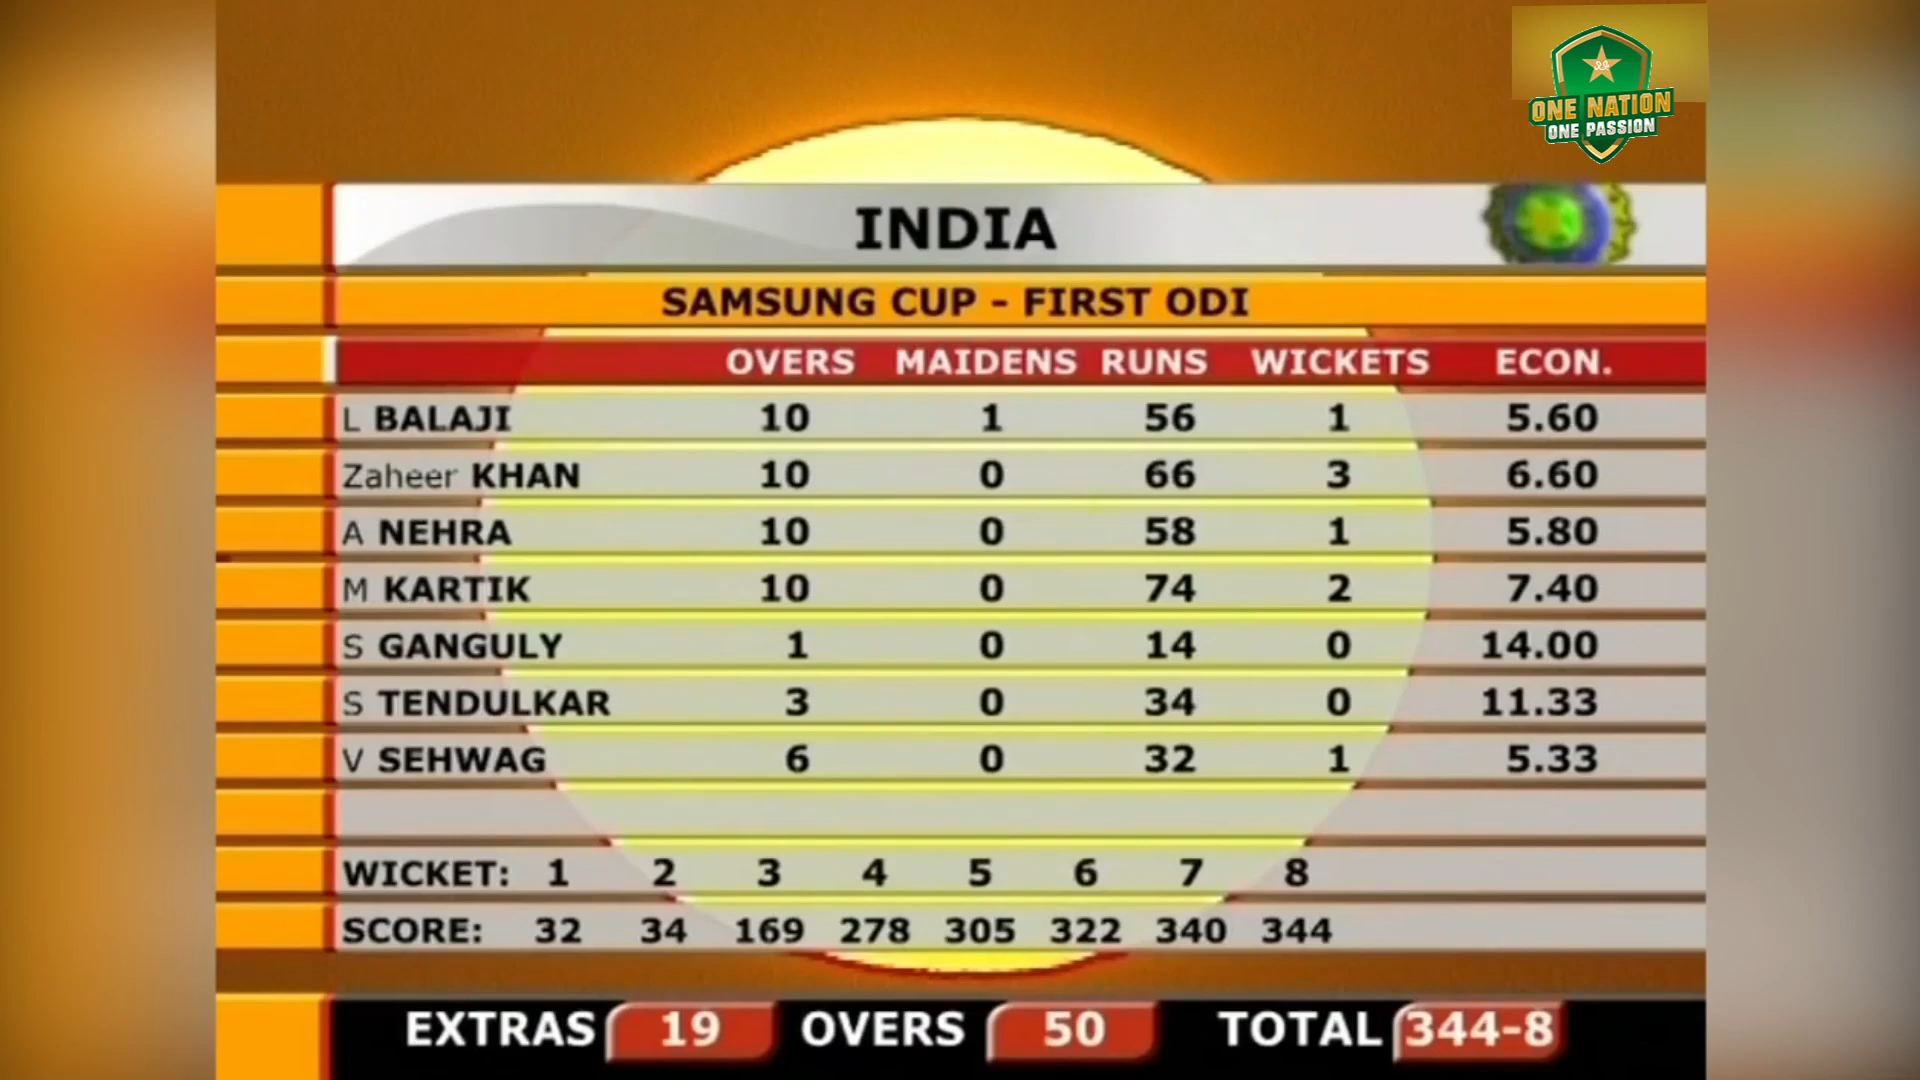 ONE NATION
ONE PASSION
INDIA
SAMSUNG CUP - FIRST ODI
OVERS MAIDENS RUNS WICKETS ECON.
L BALAJI 10 1 56 1 5.60
Zaheer KHAN 10 0 66 3 6.60
A NEHRA 10 0 58 1 5.80
M KARTIK 10 0 74 2 7.40
S GANGULY 1 0 14 0 14.00
S TENDULKAR 3 0 34 0 11.33
V SEHWAG 6 0 32 1 5.33
WICKET: 1 2 3 4 5 6 7 8
SCORE: 32 34 169 278 305 322 340 344
EXTRAS 19 OVERS 50 TOTAL 344-8